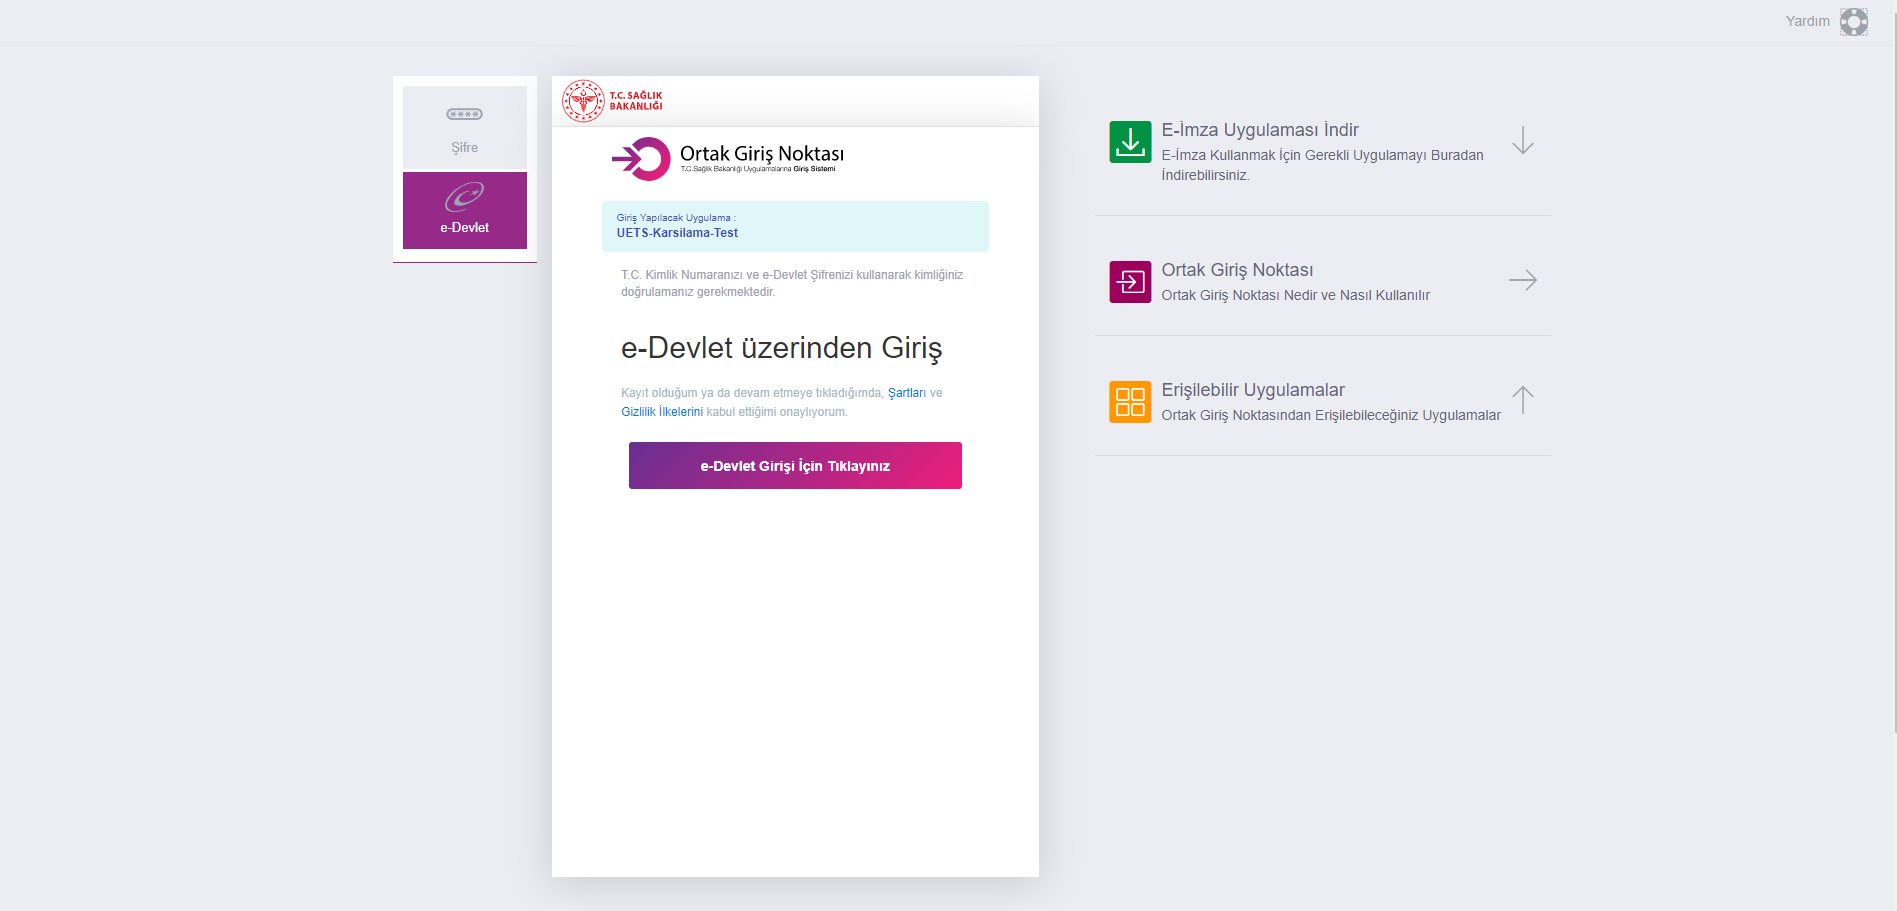 Yardım
****
Şifre
e-Devlet
T.C. SAĞLIK
BAKANLIĞI
Ortak Giriş Noktası
T.C.Sağlık Bakanlığı Uygulamalarına Giriş Sistemi
Giriş Yapılacak Uygulama :
UETS-Karsilama-Test
T.C. Kimlik Numaranızı ve e-Devlet Şifrenizi kullanarak kimliğiniz
doğrulamanız gerekmektedir.
e-Devlet üzerinden Giriş
Kayıt olduğum ya da devam etmeye tıkladığımda, Şartları ve
Gizlilik İlkelerini kabul ettiğimi onaylıyorum.
e-Devlet Girişi İçin Tıklayınız
E-İmza Uygulaması İndir
E-İmza Kullanmak İçin Gerekli Uygulamayı Buradan
İndirebilirsiniz.
Ortak Giriş Noktası
Ortak Giriş Noktası Nedir ve Nasıl Kullanılır
Erişilebilir Uygulamalar
Ortak Giriş Noktasından Erişilebileceğiniz Uygulamalar